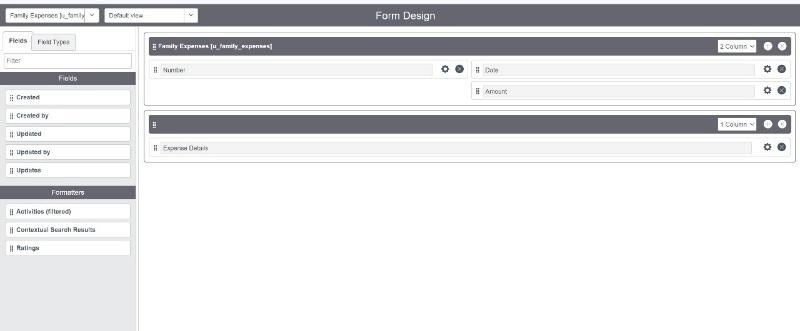 Family Expenses [u_family
Default view
Form Design
Fields
Field Types
Filter
Fields
Created
Created by
Updated
Updated by
Updates
Formatters
Activities (filtered)
Contextual Search Results
Ratings
Family Expenses [u_family_expenses]
2 Column
Number
Date
Amount
1 Column
Expense Details